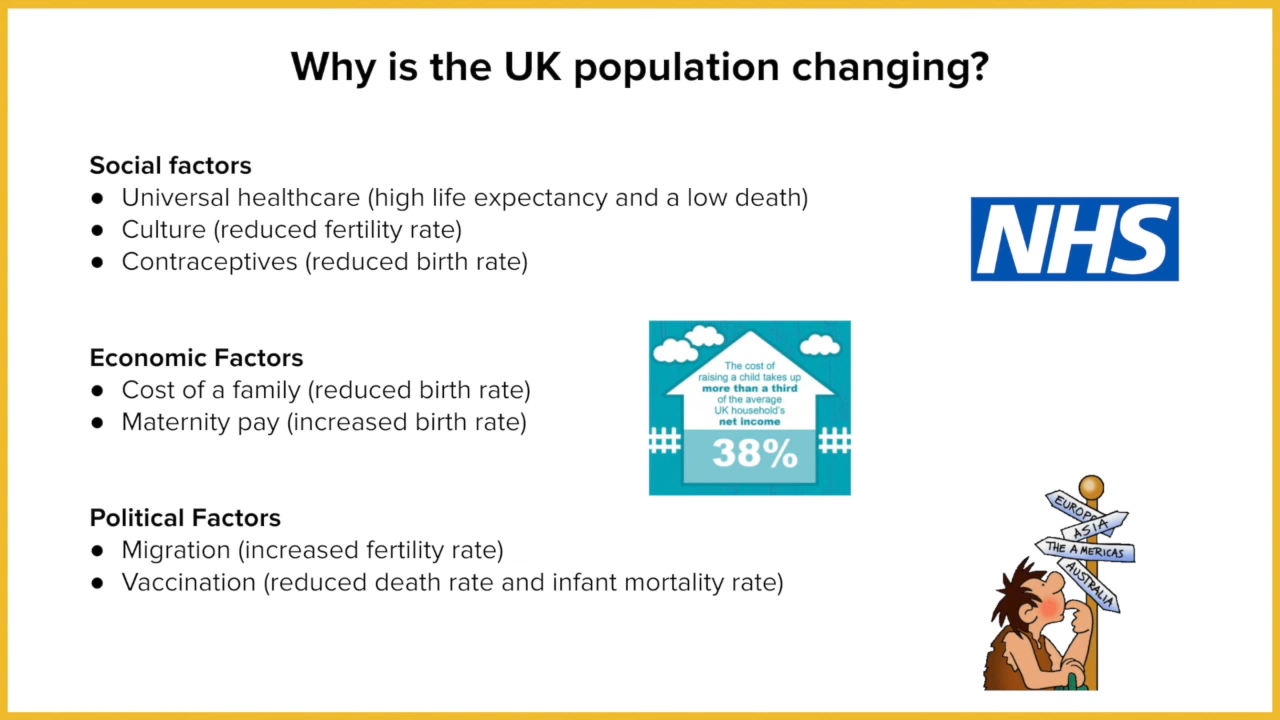 Why is the UK population changing?
Social factors
● Universal healthcare (high life expectancy and a low death)
● Culture (reduced fertility rate)
● Contraceptives (reduced birth rate)
NHS
Economic Factors
● Cost of a family (reduced birth rate)
● Maternity pay (increased birth rate)
The cost of
raising a child takes up
more than a third
of the average
UK household's
net income
38%
Political Factors
● Migration (increased fertility rate)
● Vaccination (reduced death rate and infant mortality rate)
ASIA
THE AMERICAS
AUSTRALIA